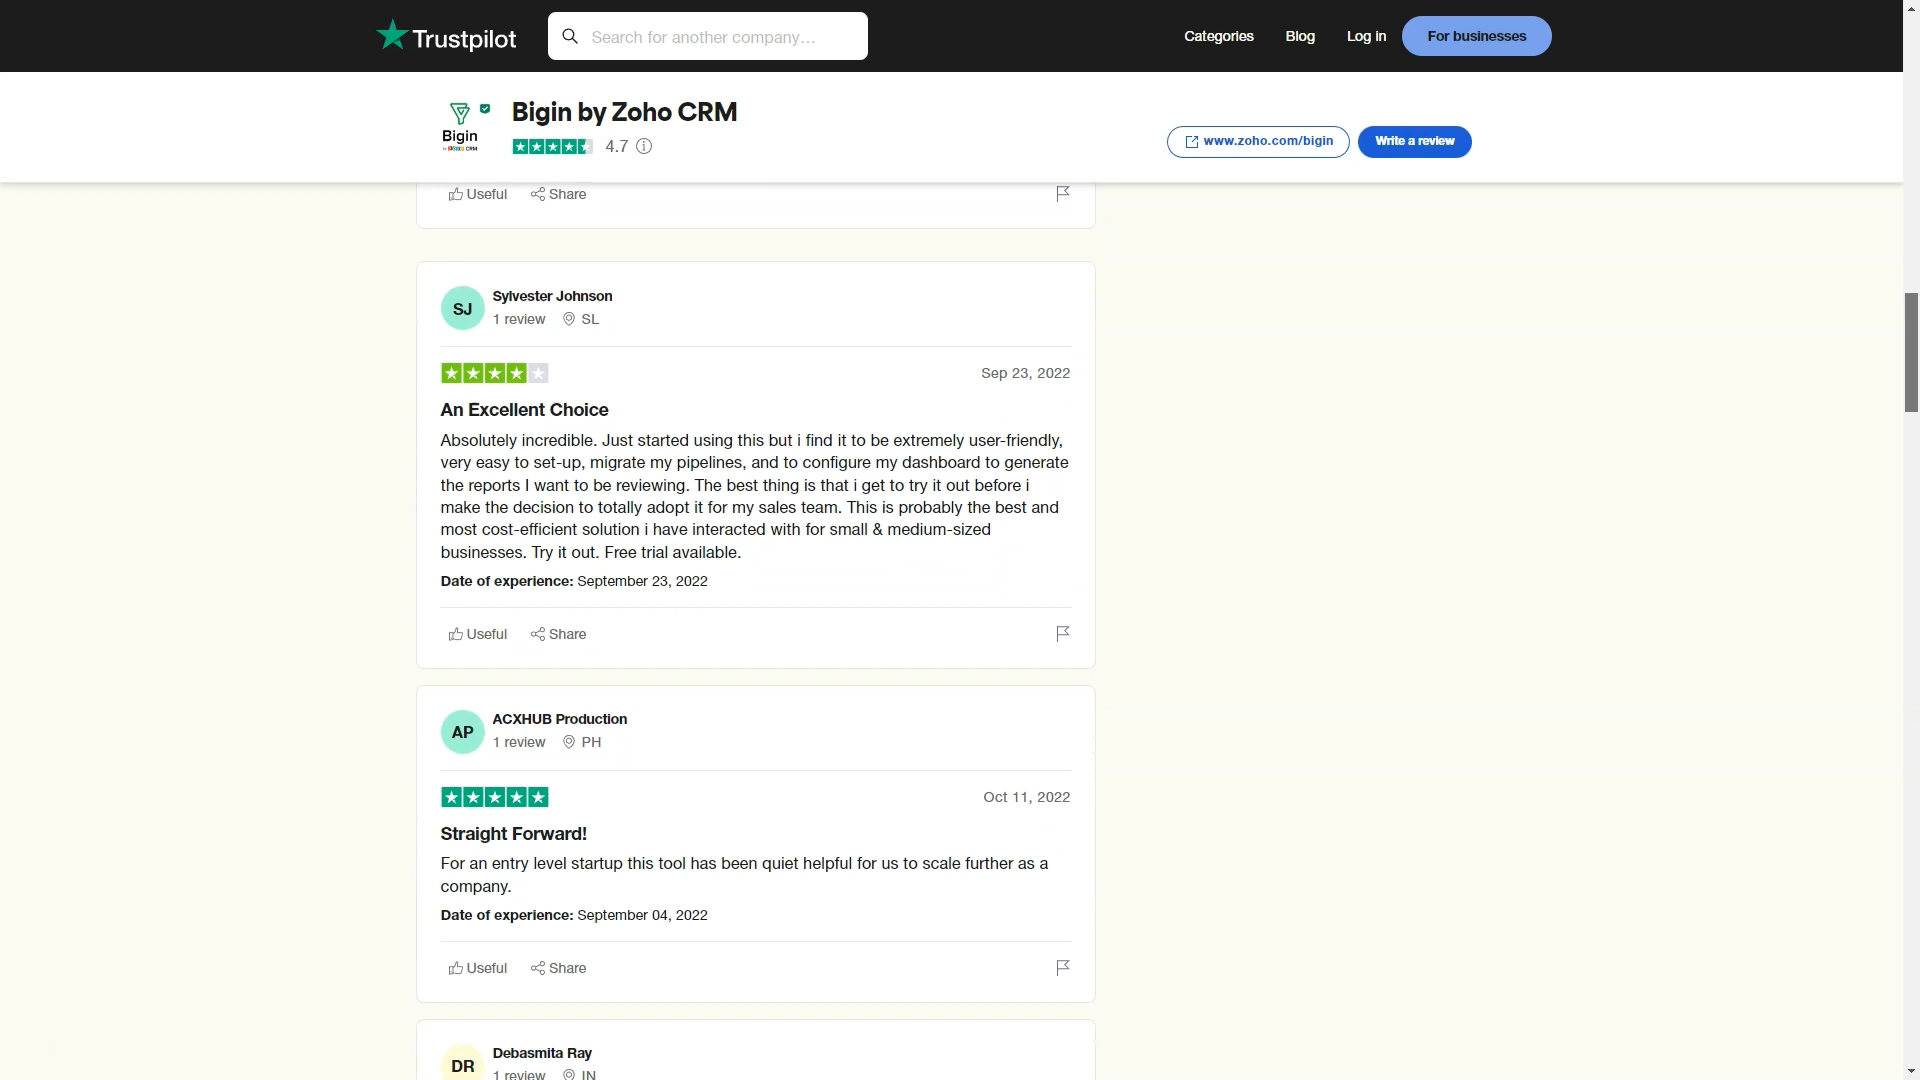 Trustpilot
Search for another company…
Categories
Blog
Log in
For businesses
Bigin
by ZOHO CRM
Bigin by Zoho CRM
4.7
www.zoho.com/bigin
Write a review
Useful
Share
SJ
Sylvester Johnson
1 review
SL
Sep 23, 2022
An Excellent Choice
Absolutely incredible. Just started using this but i find it to be extremely user-friendly,
very easy to set-up, migrate my pipelines, and to configure my dashboard to generate
the reports I want to be reviewing. The best thing is that i get to try it out before i
make the decision to totally adopt it for my sales team. This is probably the best and
most cost-efficient solution i have interacted with for small & medium-sized
businesses. Try it out. Free trial available.
Date of experience: September 23, 2022
Useful
Share
AP
ACXHUB Production
1 review
PH
Oct 11, 2022
Straight Forward!
For an entry level startup this tool has been quiet helpful for us to scale further as a
company.
Date of experience: September 04, 2022
Useful
Share
DR
Debasmita Ray
1 review
IN